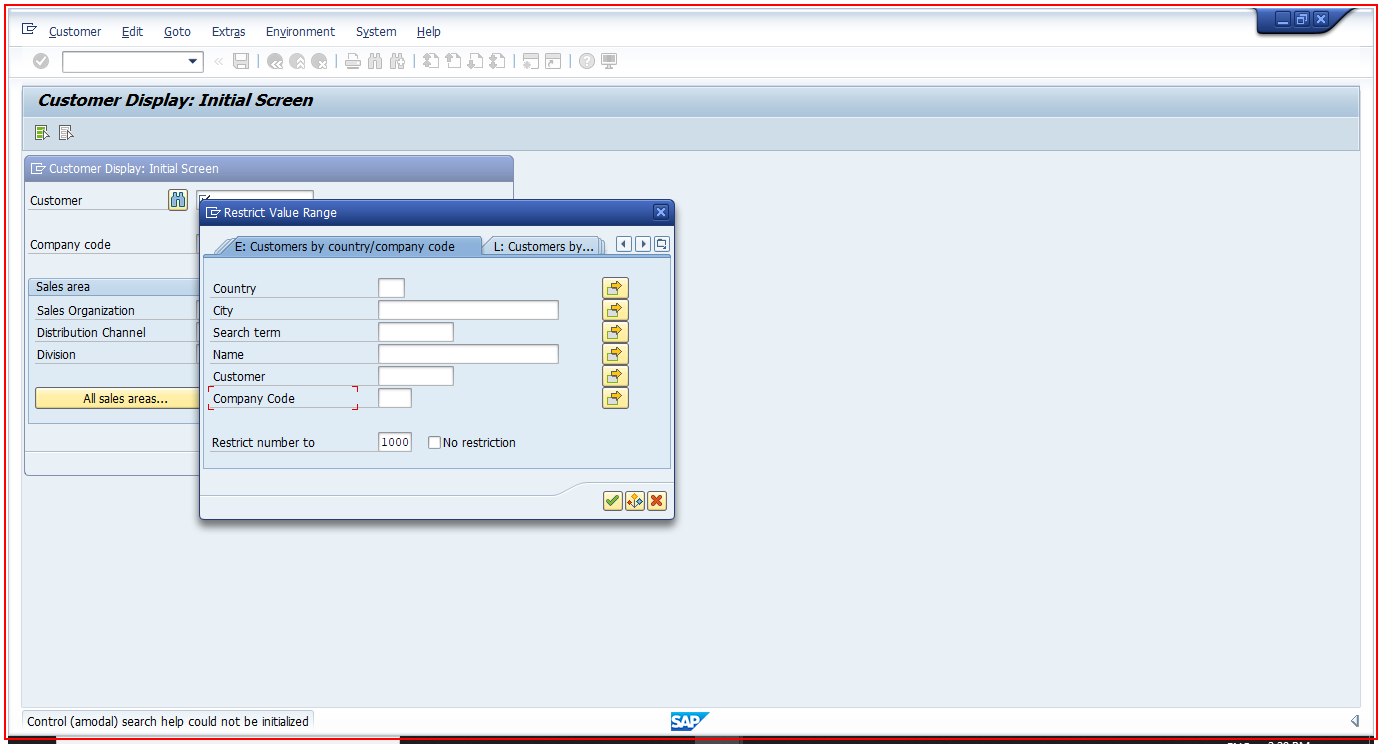 Customer Edit Goto Extras Environment System Help
Customer Display: Initial Screen
Customer Display: Initial Screen
Customer
Company code
Sales area
Sales Organization
Distribution Channel
Division
All sales areas...
Restrict Value Range
E: Customers by country/company code L: Customers by...
Country
City
Search term
Name
Customer
Company Code
Restrict number to 1000 No restriction
Control (amodal) search help could not be initialized
SAP